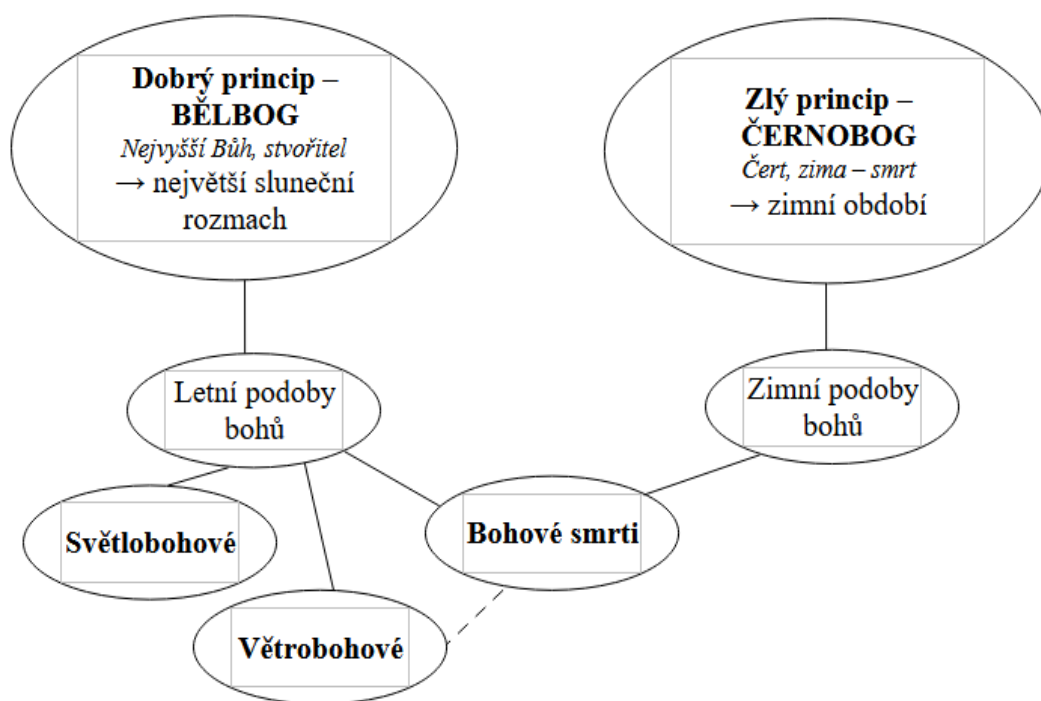 Dobrý princip –
BĚLBOG
Nejvyšší Bůh, stvořitel
→ největší sluneční
rozmach
Zlý princip –
ČERNOBOG
Čert, zima – smrt
→ zimní období
Letní podoby
bohů
Zimní podoby
bohů
Světlobohové
Bohové smrti
Větrobohové